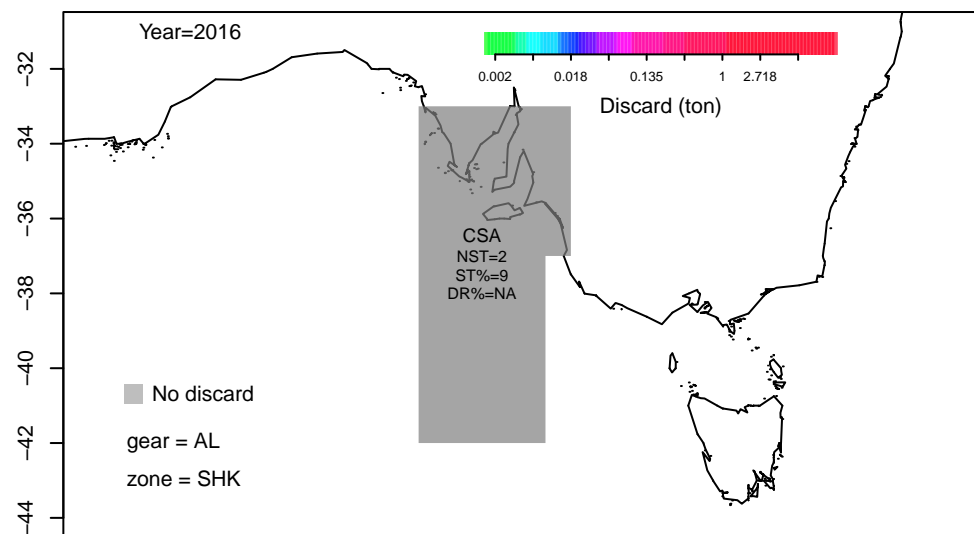 Year=2016
0.002 0.018 0.135 1 2.718
Discard (ton)
−32
−34
−36
−38
−40
−42
−44
CSA
NST=2
ST%=9
DR%=NA
No discard
gear = AL
zone = SHK